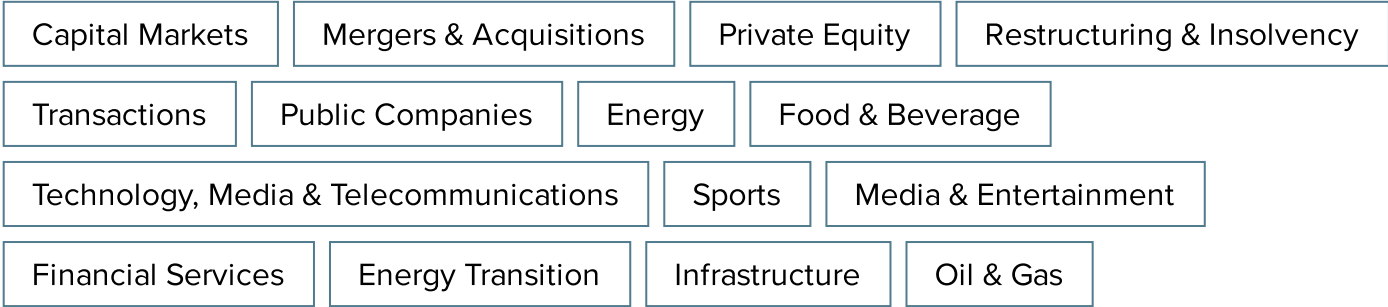 Capital Markets Mergers & Acquisitions Private Equity Restructuring & Insolvency
Transactions Public Companies Energy Food & Beverage
Technology, Media & Telecommunications Sports Media & Entertainment
Financial Services Energy Transition Infrastructure Oil & Gas